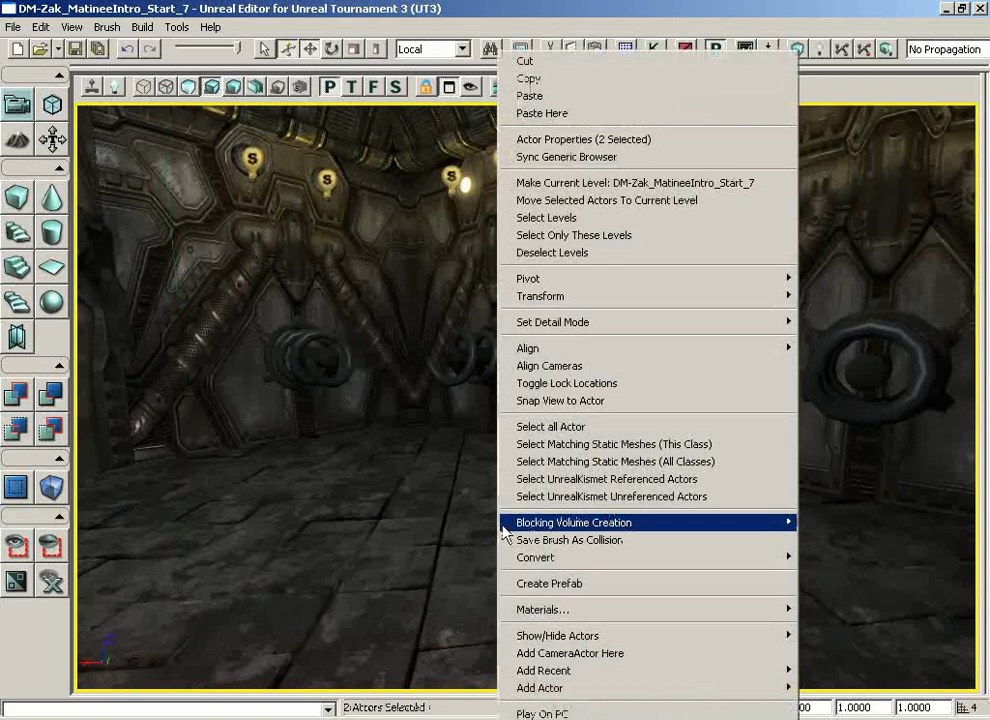 DM-Zak_MatineeIntro_Start_7 - Unreal Editor for Unreal Tournament 3 (UT3)
File Edit View Brush Build Tools Help
Local
No Propagation
P T F S
S
S
S
Cut
Copy
Paste
Paste Here
Actor Properties (2 Selected)
Sync Generic Browser
Make Current Level: DM-Zak_MatineeIntro_Start_7
Move Selected Actors To Current Level
Select Levels
Select Only These Levels
Deselect Levels
Pivot
Transform
Set Detail Mode
Align
Align Cameras
Toggle Lock Locations
Snap View to Actor
Select all Actor
Select Matching Static Meshes (This Class)
Select Matching Static Meshes (All Classes)
Select UnrealKismet Referenced Actors
Select UnrealKismet Unreferenced Actors
Blocking Volume Creation
Save Brush As Collision
Convert
Create Prefab
Materials...
Show/Hide Actors
Add CameraActor Here
Add Recent
Add Actor
Play On PC
2 Actors Selected
1.0000 1.0000 4